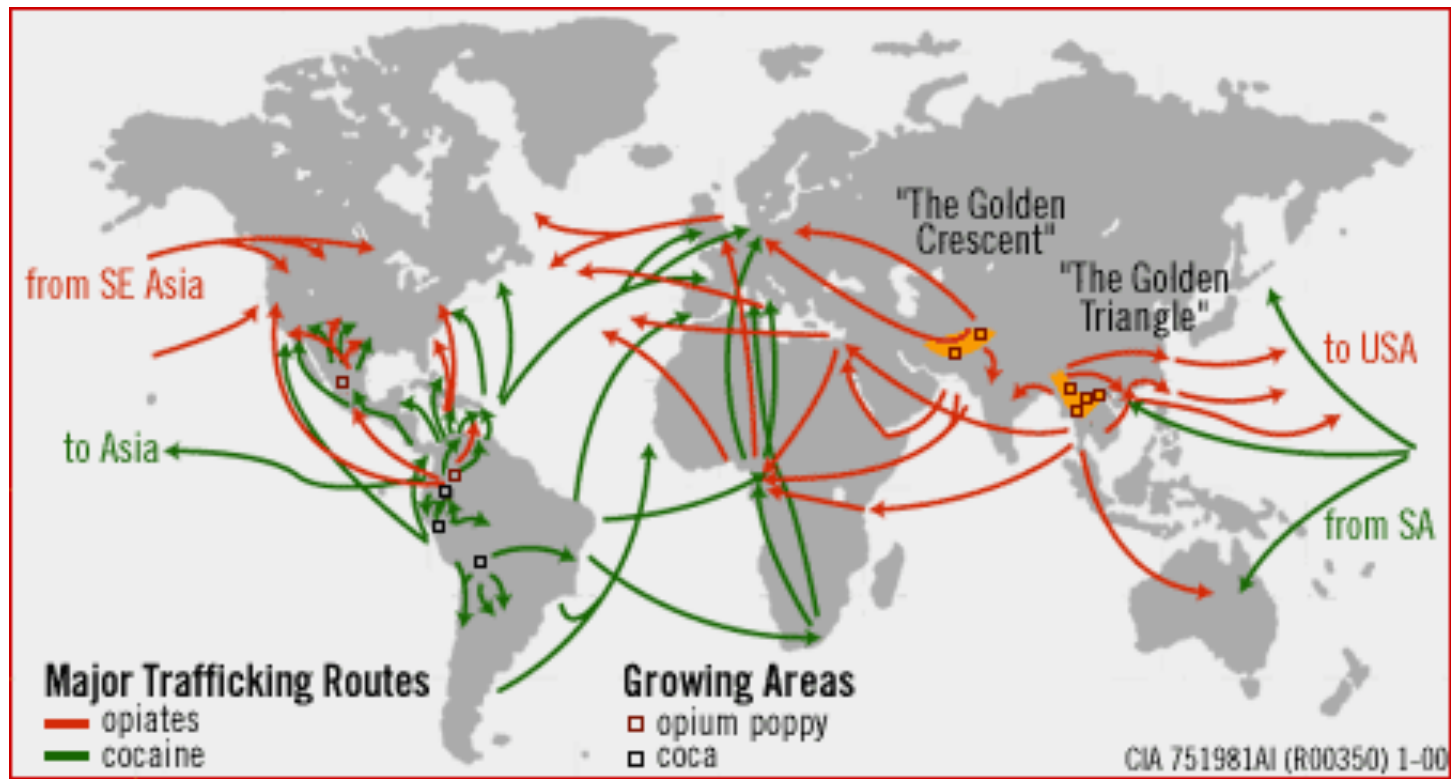 "The Golden
Crescent"
"The Golden
Triangle"
from SE Asia
to USA
to Asia
from SA
Major Trafficking Routes
opiates
cocaine
Growing Areas
opium poppy
coca
CIA 751981AI (R00350) 1-00